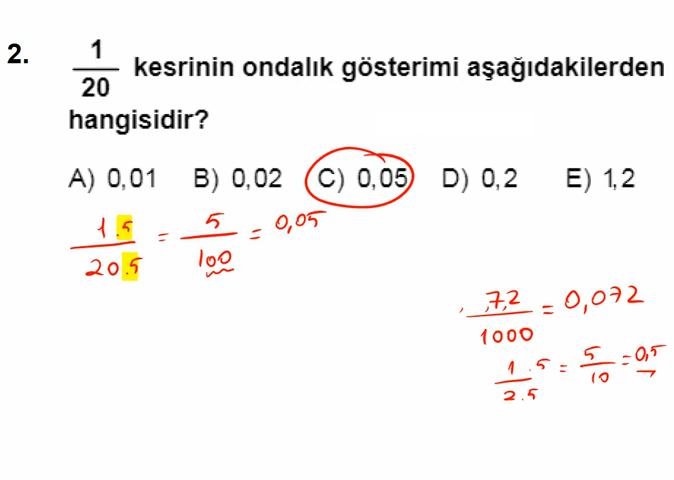 2. 1/20 kesrinin ondalık gösterimi aşağıdakilerden
hangisidir?
A) 0,01 B) 0,02 C) 0,05 D) 0,2 E) 1,2
1.5/20.5 = 5/100 = 0,05
72/1000 = 0,072
1.5/2.5 = 5/10 = 0,5